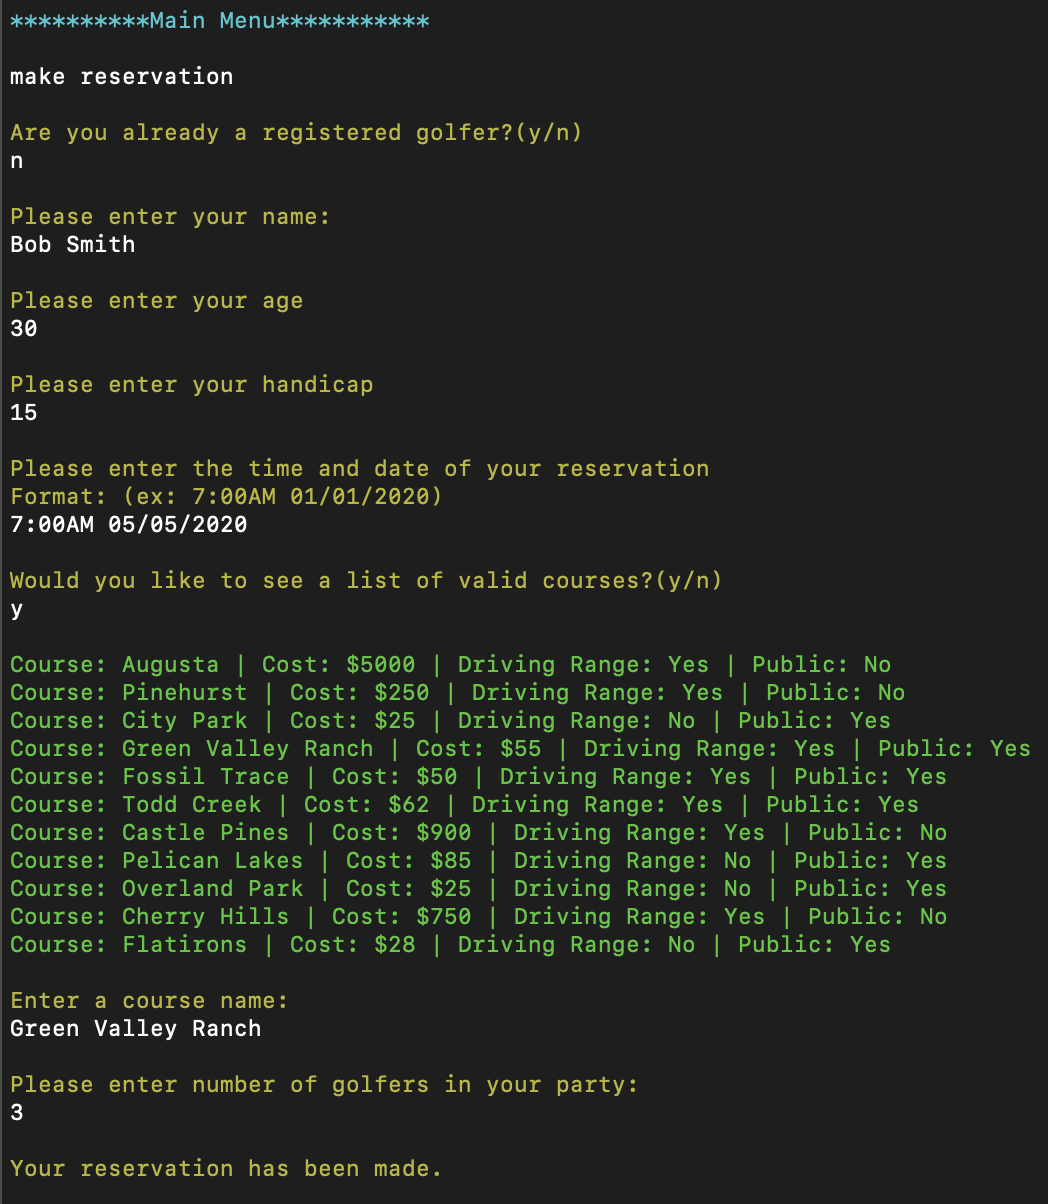 **********Main Menu***********
make reservation
Are you already a registered golfer?(y/n)
n
Please enter your name:
Bob Smith
Please enter your age
30
Please enter your handicap
15
Please enter the time and date of your reservation
Format: (ex: 7:00AM 01/01/2020)
7:00AM 05/05/2020
Would you like to see a list of valid courses?(y/n)
y
Course: Augusta | Cost: $5000 | Driving Range: Yes | Public: No
Course: Pinehurst | Cost: $250 | Driving Range: Yes | Public: No
Course: City Park | Cost: $25 | Driving Range: No | Public: Yes
Course: Green Valley Ranch | Cost: $55 | Driving Range: Yes | Public: Yes
Course: Fossil Trace | Cost: $50 | Driving Range: Yes | Public: Yes
Course: Todd Creek | Cost: $62 | Driving Range: Yes | Public: Yes
Course: Castle Pines | Cost: $900 | Driving Range: Yes | Public: No
Course: Pelican Lakes | Cost: $85 | Driving Range: No | Public: Yes
Course: Overland Park | Cost: $25 | Driving Range: No | Public: Yes
Course: Cherry Hills | Cost: $750 | Driving Range: Yes | Public: No
Course: Flatirons | Cost: $28 | Driving Range: No | Public: Yes
Enter a course name:
Green Valley Ranch
Please enter number of golfers in your party:
3
Your reservation has been made.